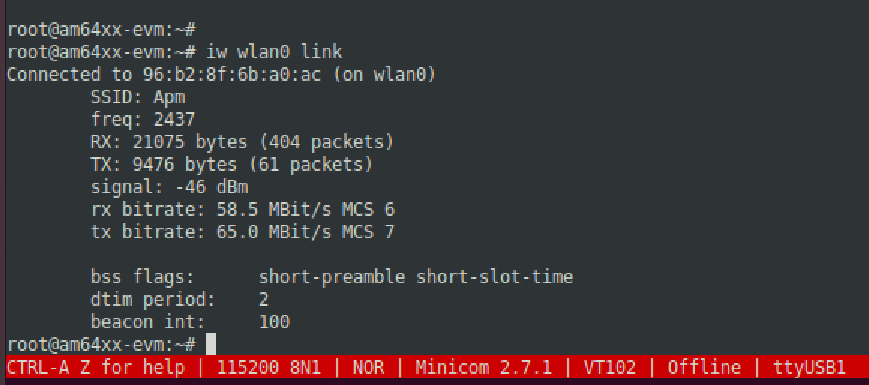 root@am64xx-evm:~#
root@am64xx-evm:~# iw wlan0 link
Connected to 96:b2:8f:6b:a0:ac (on wlan0)
SSID: Apm
freq: 2437
RX: 21075 bytes (404 packets)
TX: 9476 bytes (61 packets)
signal: -46 dBm
rx bitrate: 58.5 MBit/s MCS 6
tx bitrate: 65.0 MBit/s MCS 7
bss flags: short-preamble short-slot-time
dtim period: 2
beacon int: 100
root@am64xx-evm:~#
CTRL-A Z for help | 115200 8N1 | NOR | Minicom 2.7.1 | VT102 | Offline | ttyUSB1